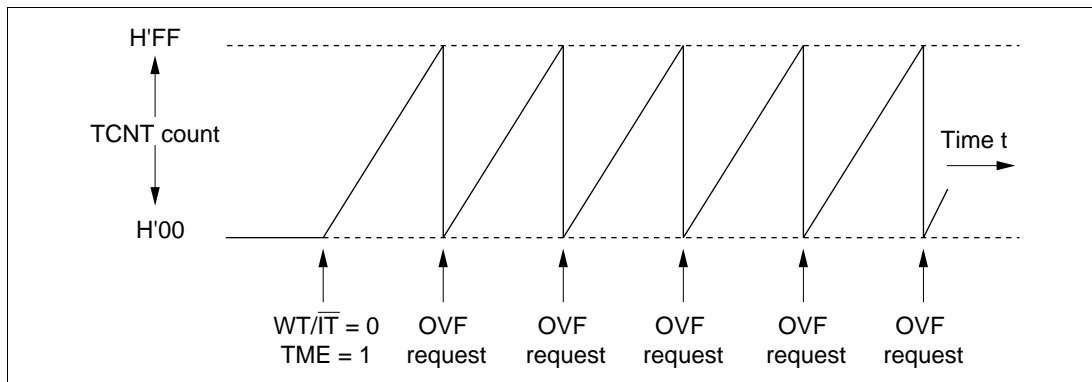 H'FF
TCNT count
Time t
H'00
WT/I̅T̅ = 0
TME = 1
OVF
request
OVF
request
OVF
request
OVF
request
OVF
request